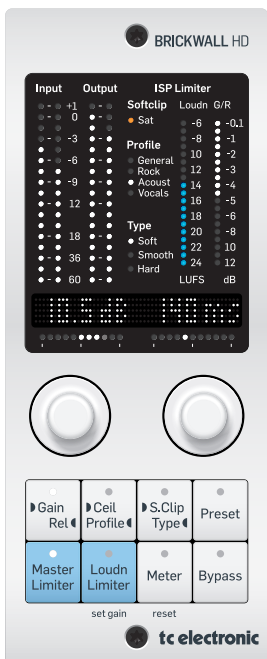 BRICKWALL HD
Input Output ISP Limiter
Softclip Loudn G/R
Sat
Profile
General
Rock
Acoust
Vocals
Type
Soft
Smooth
Hard
+1
0
-3
-6
-9
12
18
36
60
-6
-8
10
12
14
16
18
20
22
24
LUFS
-0.1
-1
-2
-3
-4
-5
-6
-8
10
12
dB
10.5dB 140mc
Gain
Rel
Ceil
Profile
S.Clip
Type
Preset
Master
Limiter
Loudn
Limiter
Meter
Bypass
set gain reset
tc electronic